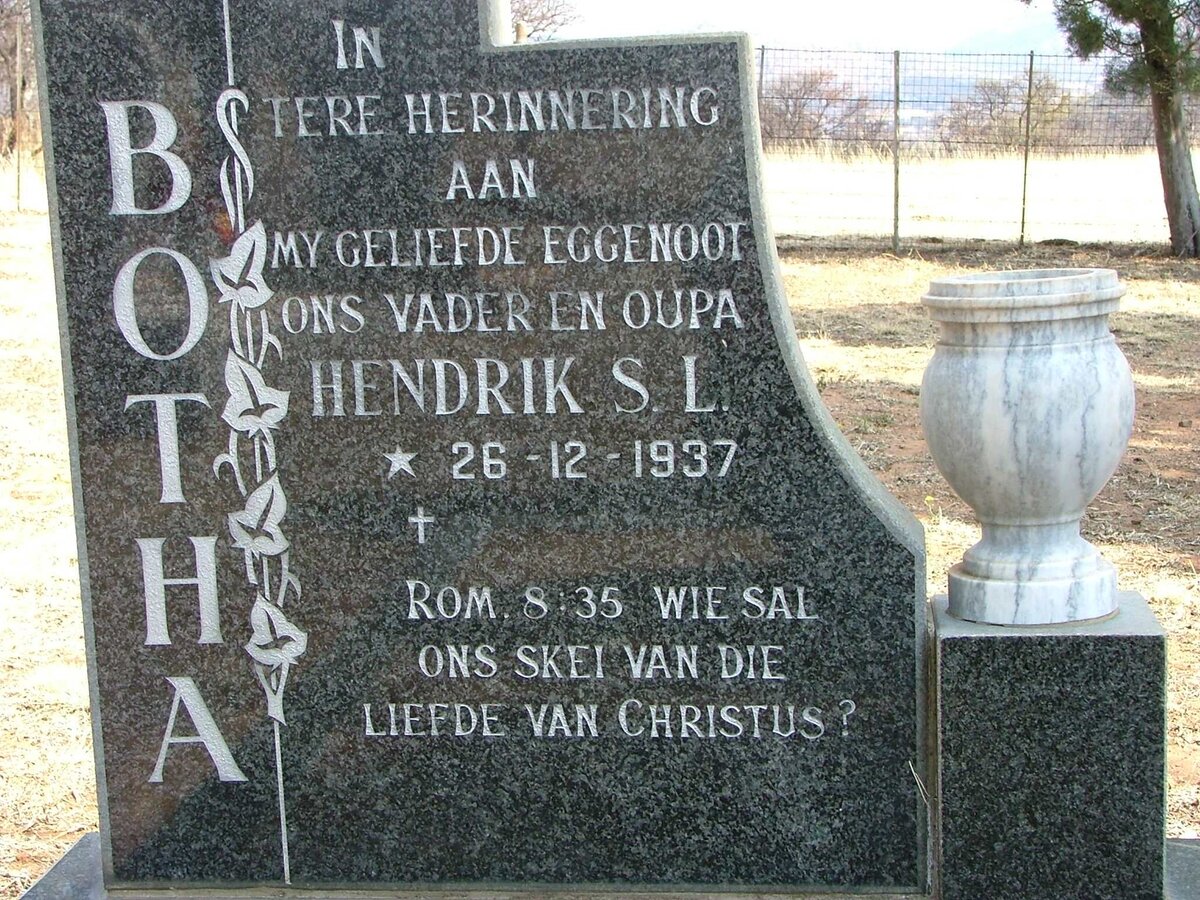 BOTHA
IN
TERE HERINNERING
AAN
MY GELIEFDE EGGENOOT
ONS VADER EN OUPA
HENDRIK S. L.
★ 26-12-1937
✝
ROM. 8:35 WIE SAL
ONS SKEI VAN DIE
LIEFDE VAN CHRISTUS?